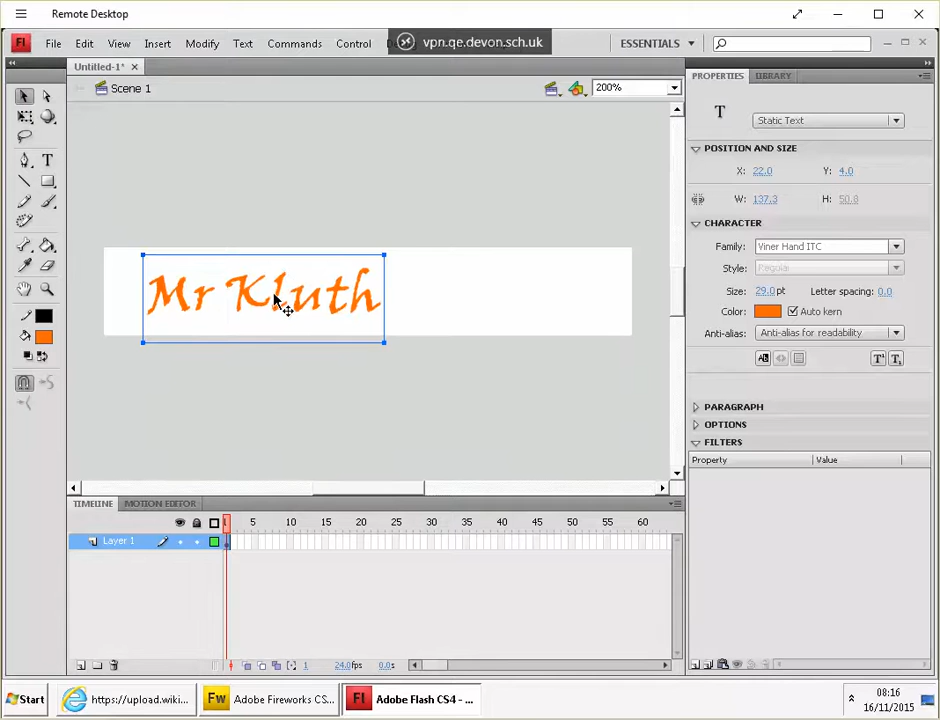 Remote Desktop
Fl File Edit View Insert Modify Text Commands Control vpn.qe.devon.sch.uk ESSENTIALS
Untitled-1*
Scene 1 200%
PROPERTIES LIBRARY
T Static Text
POSITION AND SIZE
X: 22.0 Y: 4.0
W: 137.3 H: 50.8
CHARACTER
Family: Viner Hand ITC
Style: Regular
Size: 29.0 pt Letter spacing: 0.0
Color: Auto kern
Anti-alias: Anti-alias for readability
Mr Kluth
PARAGRAPH
OPTIONS
FILTERS
Property Value
TIMELINE MOTION EDITOR
1 5 10 15 20 25 30 35 40 45 50 55 60
Layer 1
1 24.0fps 0.0s
Start https://upload.wiki... Fw Adobe Fireworks CS... Fl Adobe Flash CS4 - ... 08:16
16/11/2015